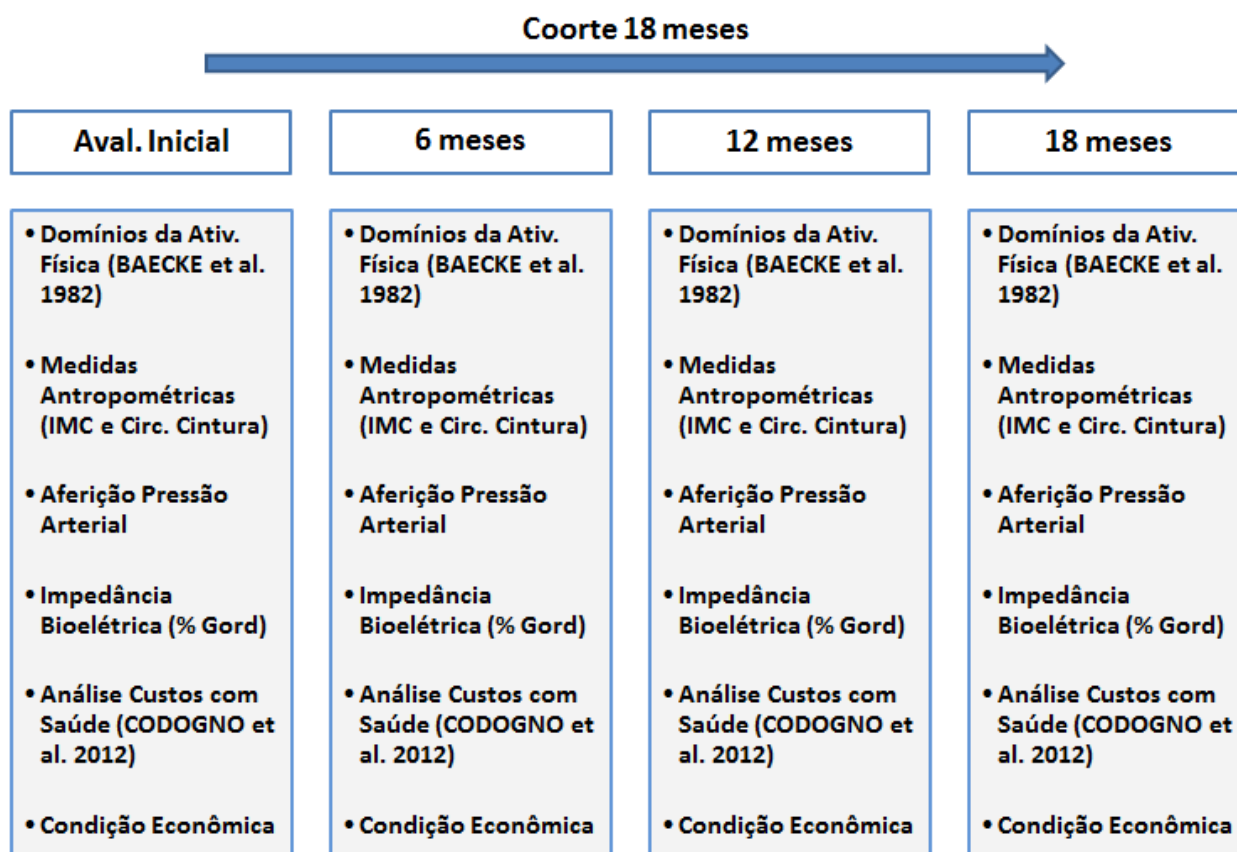 Coorte 18 meses
Aval. Inicial
• Domínios da Ativ.
Física (BAECKE et al.
1982)
• Medidas
Antropométricas
(IMC e Circ. Cintura)
• Aferição Pressão
Arterial
• Impedância
Bioelétrica (% Gord)
• Análise Custos com
Saúde (CODOGNO et
al. 2012)
• Condição Econômica
6 meses
• Domínios da Ativ.
Física (BAECKE et al.
1982)
• Medidas
Antropométricas
(IMC e Circ. Cintura)
• Aferição Pressão
Arterial
• Impedância
Bioelétrica (% Gord)
• Análise Custos com
Saúde (CODOGNO et
al. 2012)
• Condição Econômica
12 meses
• Domínios da Ativ.
Física (BAECKE et al.
1982)
• Medidas
Antropométricas
(IMC e Circ. Cintura)
• Aferição Pressão
Arterial
• Impedância
Bioelétrica (% Gord)
• Análise Custos com
Saúde (CODOGNO et
al. 2012)
• Condição Econômica
18 meses
• Domínios da Ativ.
Física (BAECKE et al.
1982)
• Medidas
Antropométricas
(IMC e Circ. Cintura)
• Aferição Pressão
Arterial
• Impedância
Bioelétrica (% Gord)
• Análise Custos com
Saúde (CODOGNO et
al. 2012)
• Condição Econômica